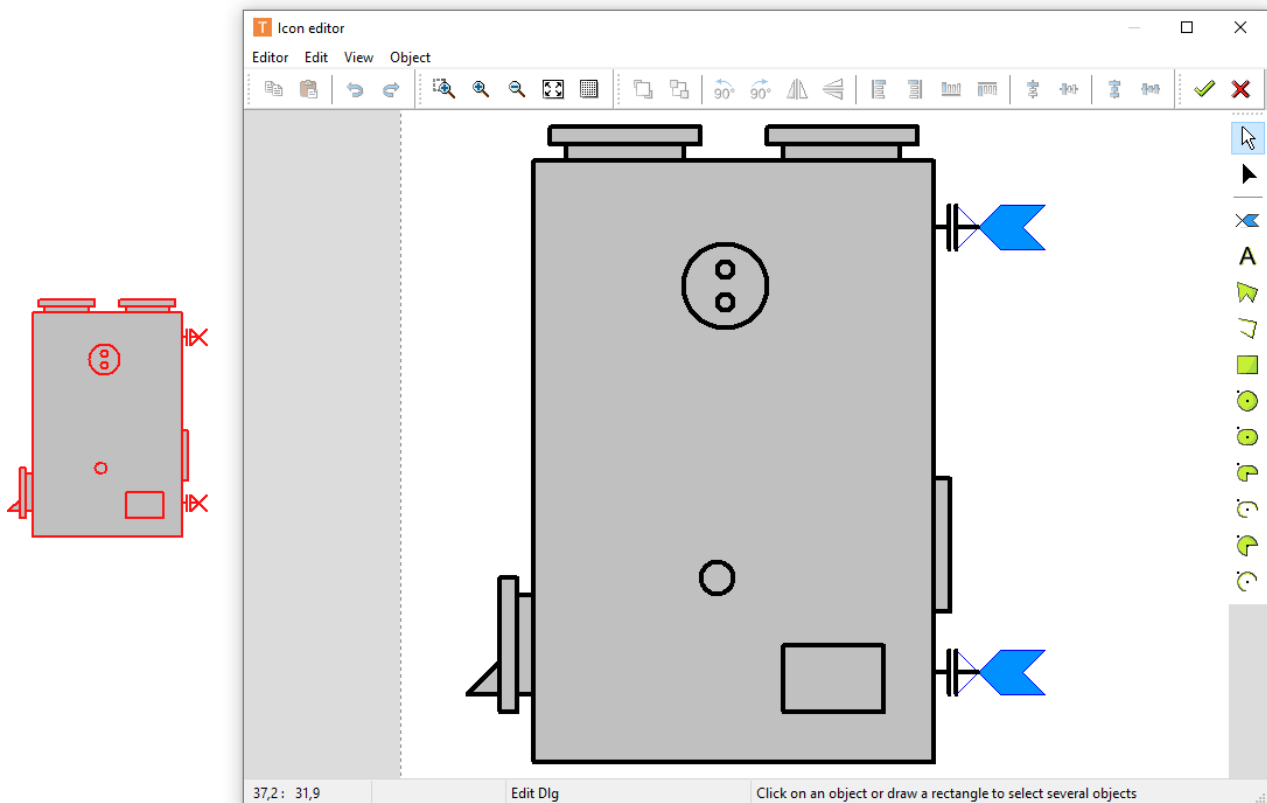 T Icon editor
Editor Edit View Object
90° 90°
A
37,2 : 31,9 Edit Dlg Click on an object or draw a rectangle to select several objects